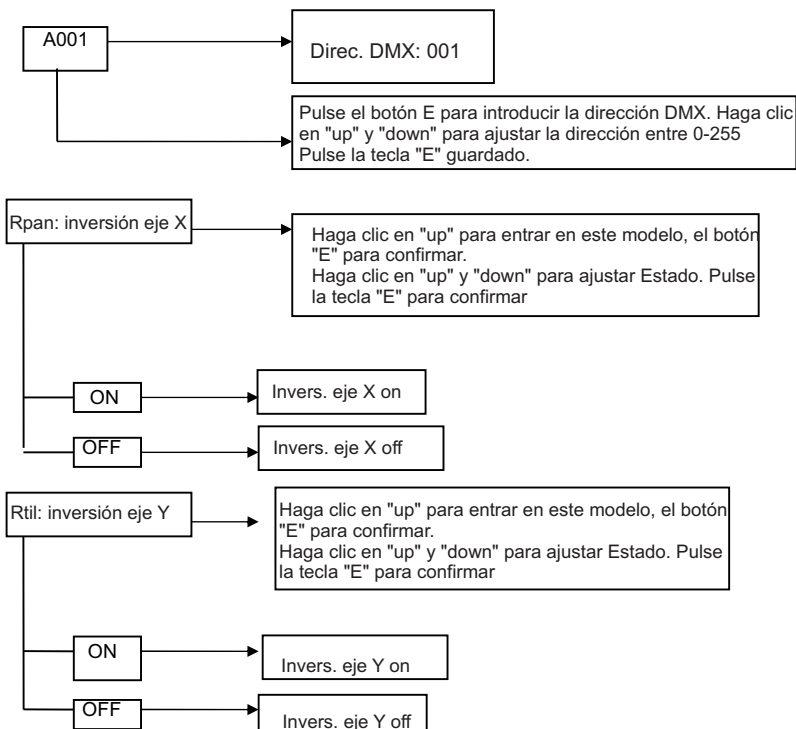 A001
Direc. DMX: 001
Pulse el botón E para introducir la dirección DMX. Haga clic
en "up" y "down" para ajustar la dirección entre 0-255
Pulse la tecla "E" guardado.
Rpan: inversión eje X
Haga clic en "up" para entrar en este modelo, el botón
"E" para confirmar.
Haga clic en "up" y "down" para ajustar Estado. Pulse
la tecla "E" para confirmar
ON
Invers. eje X on
OFF
Invers. eje X off
Rtil: inversión eje Y
Haga clic en "up" para entrar en este modelo, el botón
"E" para confirmar.
Haga clic en "up" y "down" para ajustar Estado. Pulse
la tecla "E" para confirmar
ON
Invers. eje Y on
OFF
Invers. eje Y off